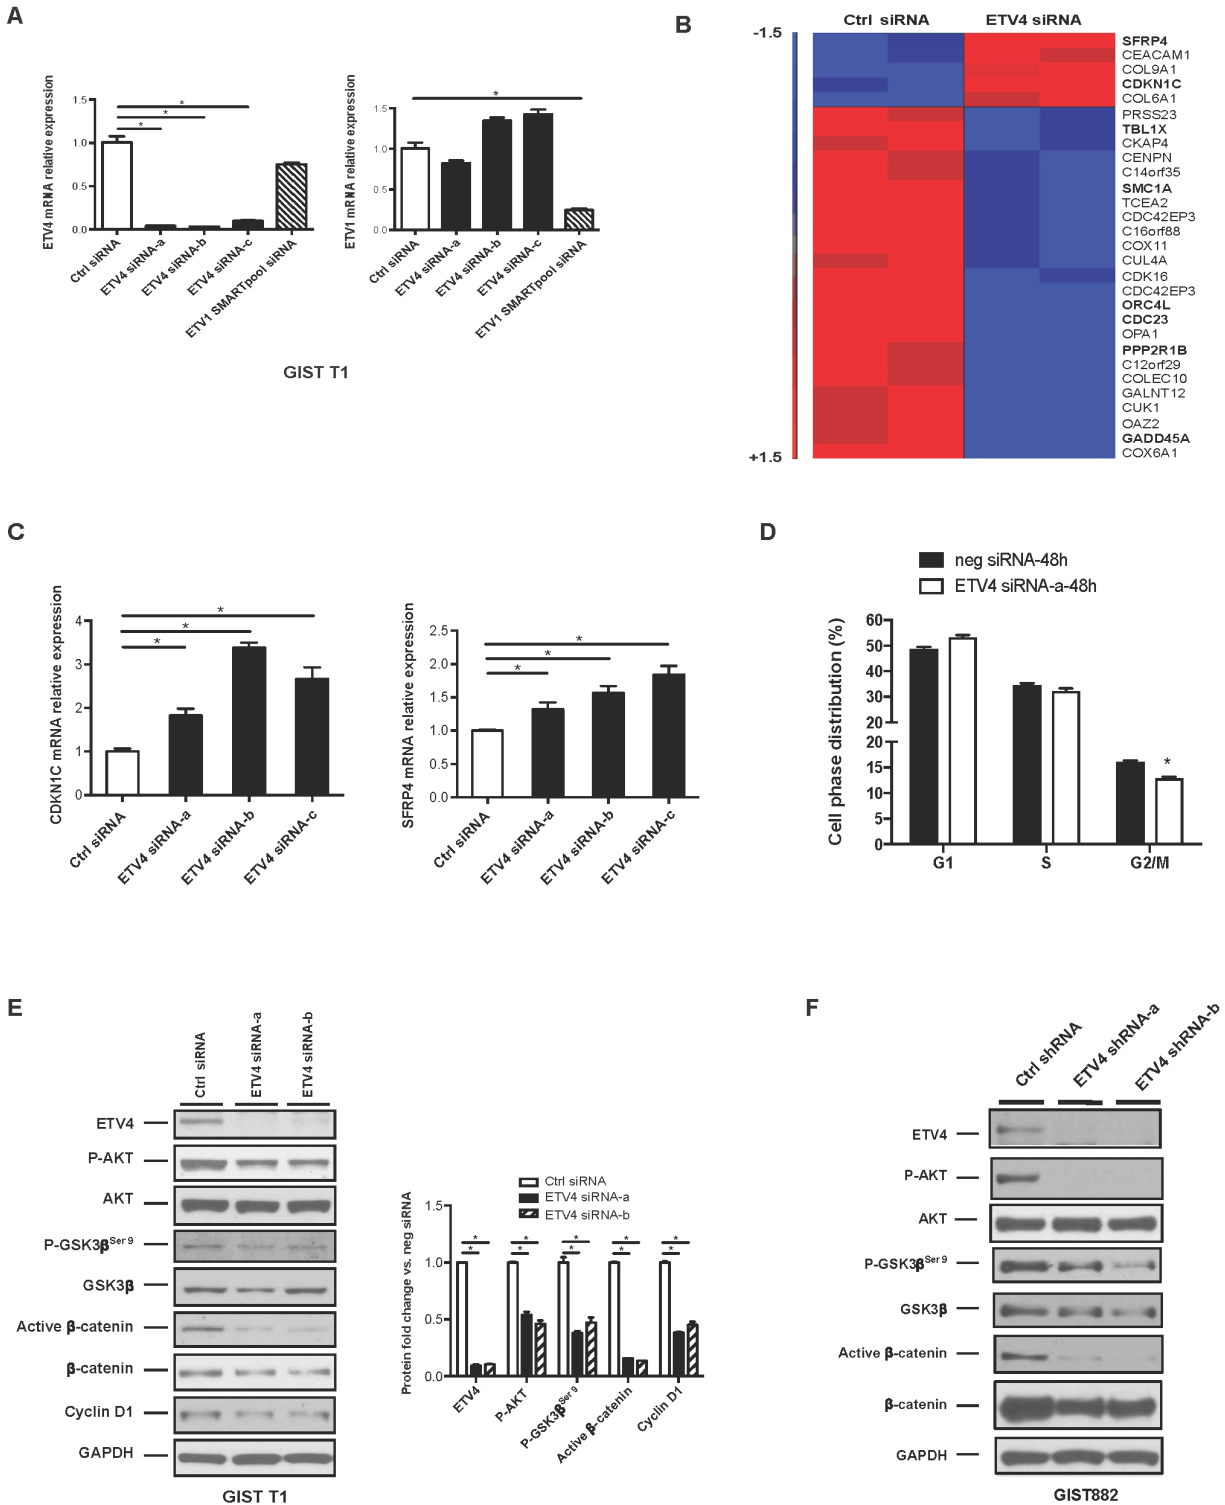 A
ETV4 mRNA relative expression
1.5
1.0
0.5
0.0
*
*
*
Ctrl siRNA
ETV4 siRNA-a
ETV4 siRNA-b
ETV4 siRNA-c
ETV1 SMARTpool siRNA
ETV1 mRNA relative expression
1.5
1.0
0.5
0.0
*
Ctrl siRNA
ETV4 siRNA-a
ETV4 siRNA-b
ETV4 siRNA-c
ETV1 SMARTpool siRNA
GIST T1
B
Ctrl siRNA
ETV4 siRNA
-1.5
+1.5
SFRP4
CEACAM1
COL9A1
CDKN1C
COL6A1
PRSS23
TBL1X
CKAP4
CENPN
C14orf35
SMC1A
TCEA2
CDC42EP3
C16orf88
COX11
CUL4A
CDK16
CDC42EP3
ORC4L
CDC23
OPA1
PPP2R1B
C12orf29
COLEC10
GALNT12
CUK1
OAZ2
GADD45A
COX6A1
C
CDKN1C mRNA relative expression
4
3
2
1
0
*
*
*
Ctrl siRNA
ETV4 siRNA-a
ETV4 siRNA-b
ETV4 siRNA-c
SFRP4 mRNA relative expression
2.5
2.0
1.5
1.0
0.5
0.0
*
*
*
Ctrl siRNA
ETV4 siRNA-a
ETV4 siRNA-b
ETV4 siRNA-c
D
neg siRNA-48h
ETV4 siRNA-a-48h
Cell phase distribution (%)
60
50
40
30
20
20
15
10
5
0
*
G1
S
G2/M
E
Ctrl siRNA
ETV4 siRNA-a
ETV4 siRNA-b
ETV4
P-AKT
AKT
P-GSK3βSer 9
GSK3β
Active β-catenin
β-catenin
Cyclin D1
GAPDH
GIST T1
Ctrl siRNA
ETV4 siRNA-a
ETV4 siRNA-b
Protein fold change vs. neg siRNA
1.5
1.0
0.5
0.0
* * * * *
* * * * *
ETV4
P-AKT
P-GSK3βSer 9
Active β-catenin
Cyclin D1
F
Ctrl shRNA
ETV4 shRNA-a
ETV4 shRNA-b
ETV4
P-AKT
AKT
P-GSK3βSer 9
GSK3β
Active β-catenin
β-catenin
GAPDH
GIST882